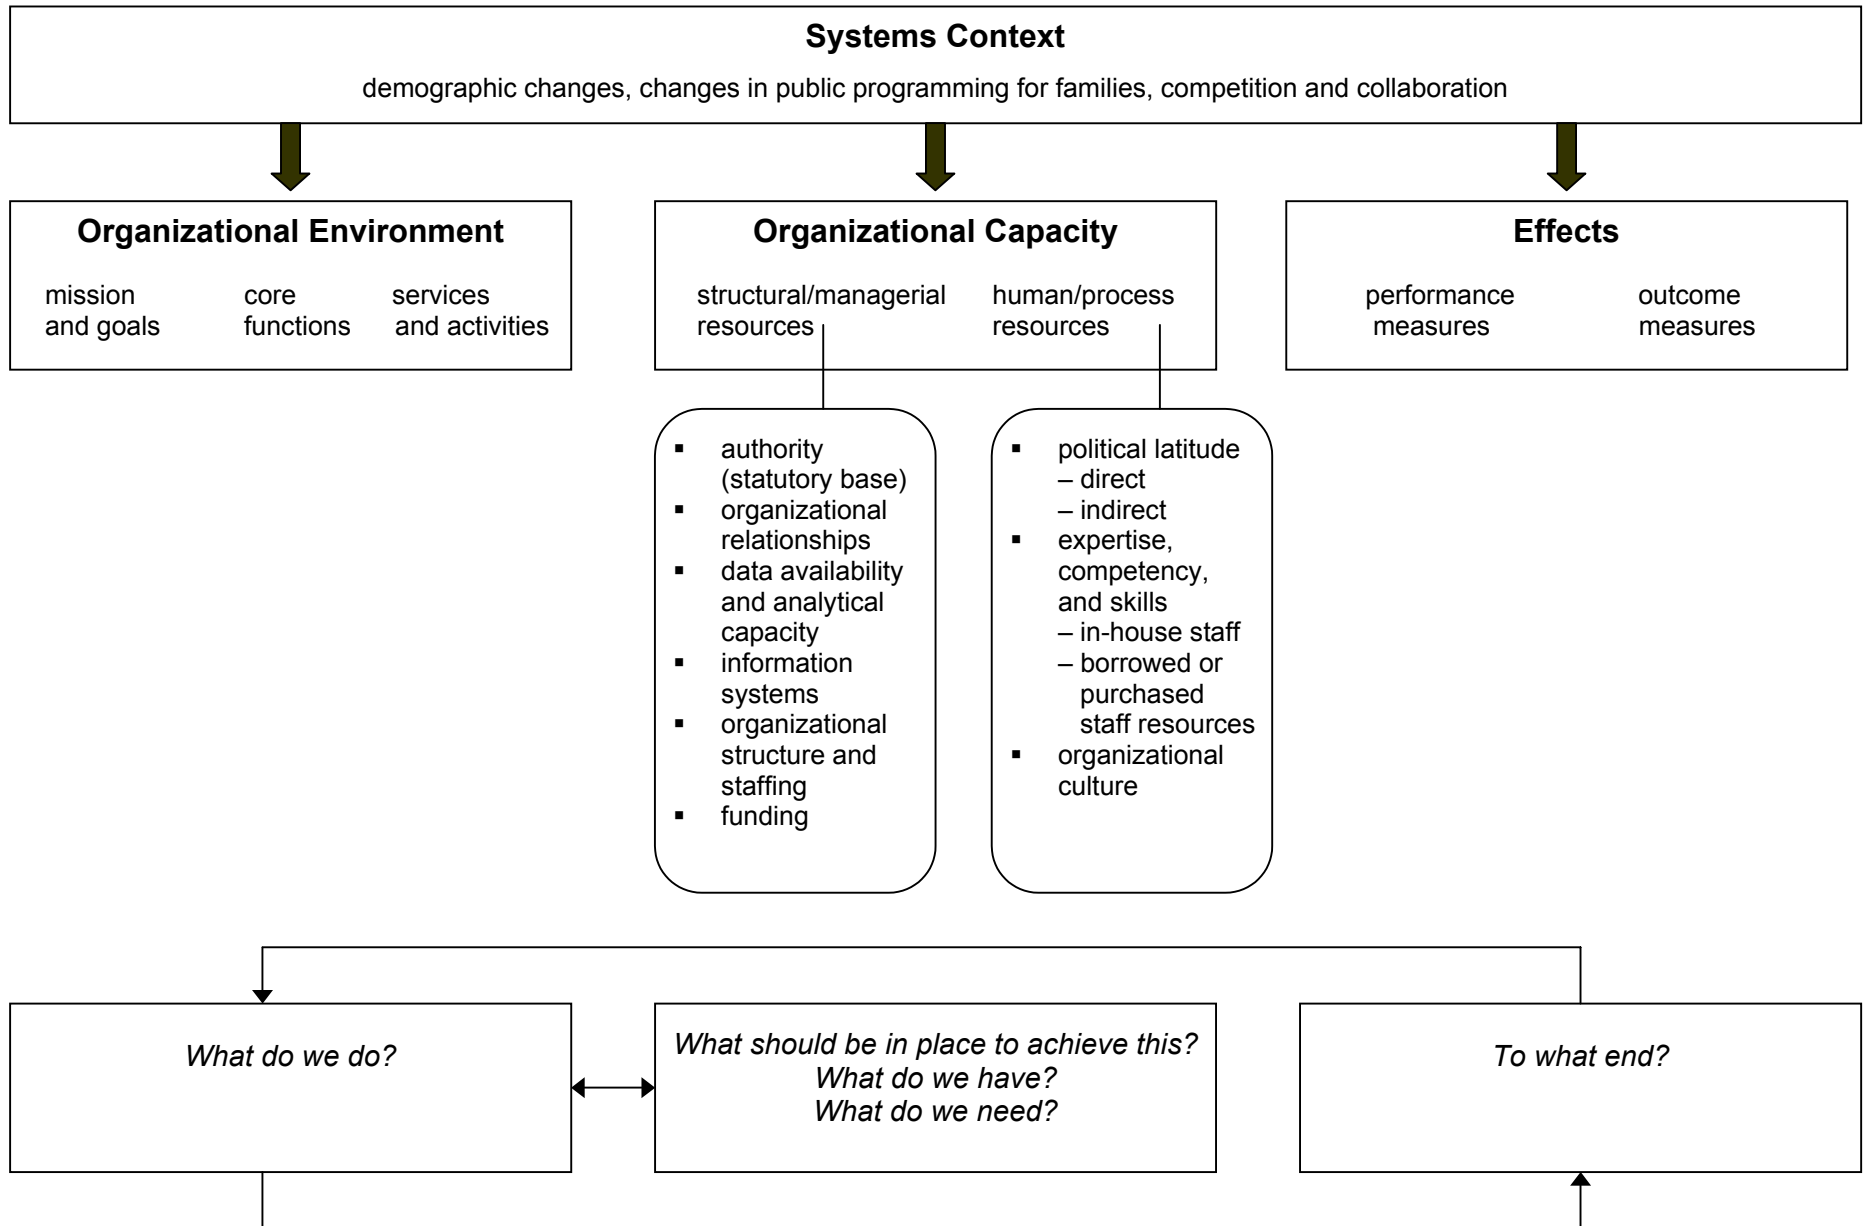 Systems Context
demographic changes, changes in public programming for families, competition and collaboration
Organizational Environment
mission
and goals
core
functions
services
and activities
Organizational Capacity
structural/managerial
resources
human/process
resources
Effects
performance
measures
outcome
measures
▪ authority
(statutory base)
▪ organizational
relationships
▪ data availability
and analytical
capacity
▪ information
systems
▪ organizational
structure and
staffing
▪ funding
▪ political latitude
– direct
– indirect
▪ expertise,
competency,
and skills
– in-house staff
– borrowed or
purchased
staff resources
▪ organizational
culture
What do we do?
What should be in place to achieve this?
What do we have?
What do we need?
To what end?